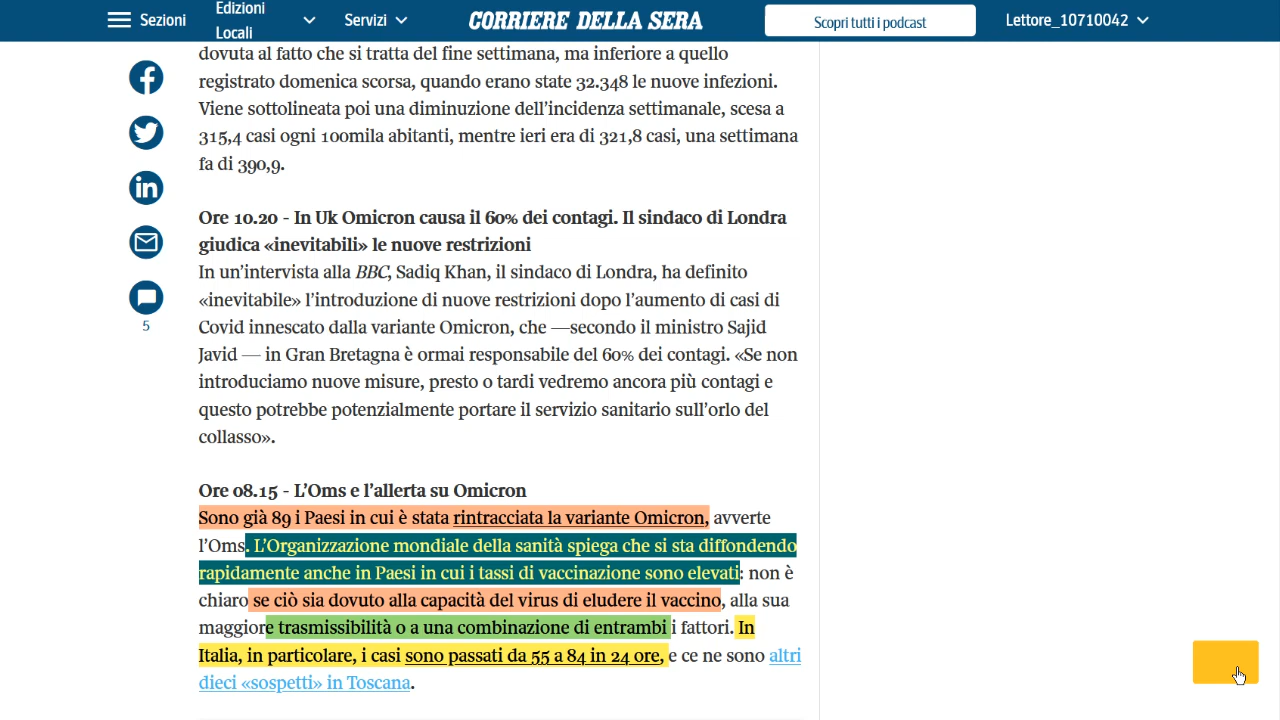 Sezioni
Edizioni
Locali
Servizi
CORRIERE DELLA SERA
Scopri tutti i podcast
Lettore_10710042
dovuta al fatto che si tratta del fine settimana, ma inferiore a quello
registrato domenica scorsa, quando erano state 32.348 le nuove infezioni.
Viene sottolineata poi una diminuzione dell’incidenza settimanale, scesa a
315,4 casi ogni 100mila abitanti, mentre ieri era di 321,8 casi, una settimana
fa di 390,9.
Ore 10.20 - In Uk Omicron causa il 60% dei contagi. Il sindaco di Londra
giudica «inevitabili» le nuove restrizioni
In un’intervista alla BBC, Sadiq Khan, il sindaco di Londra, ha definito
«inevitabile» l’introduzione di nuove restrizioni dopo l’aumento di casi di
Covid innescato dalla variante Omicron, che —secondo il ministro Sajid
Javid — in Gran Bretagna è ormai responsabile del 60% dei contagi. «Se non
introduciamo nuove misure, presto o tardi vedremo ancora più contagi e
questo potrebbe potenzialmente portare il servizio sanitario sull’orlo del
collasso».
Ore 08.15 - L’Oms e l’allerta su Omicron
Sono già 89 i Paesi in cui è stata rintracciata la variante Omicron, avverte
l’Oms. L’Organizzazione mondiale della sanità spiega che si sta diffondendo
rapidamente anche in Paesi in cui i tassi di vaccinazione sono elevati: non è
chiaro se ciò sia dovuto alla capacità del virus di eludere il vaccino, alla sua
maggiore trasmissibilità o a una combinazione di entrambi i fattori. In
Italia, in particolare, i casi sono passati da 55 a 84 in 24 ore, e ce ne sono altri
dieci «sospetti» in Toscana.
5